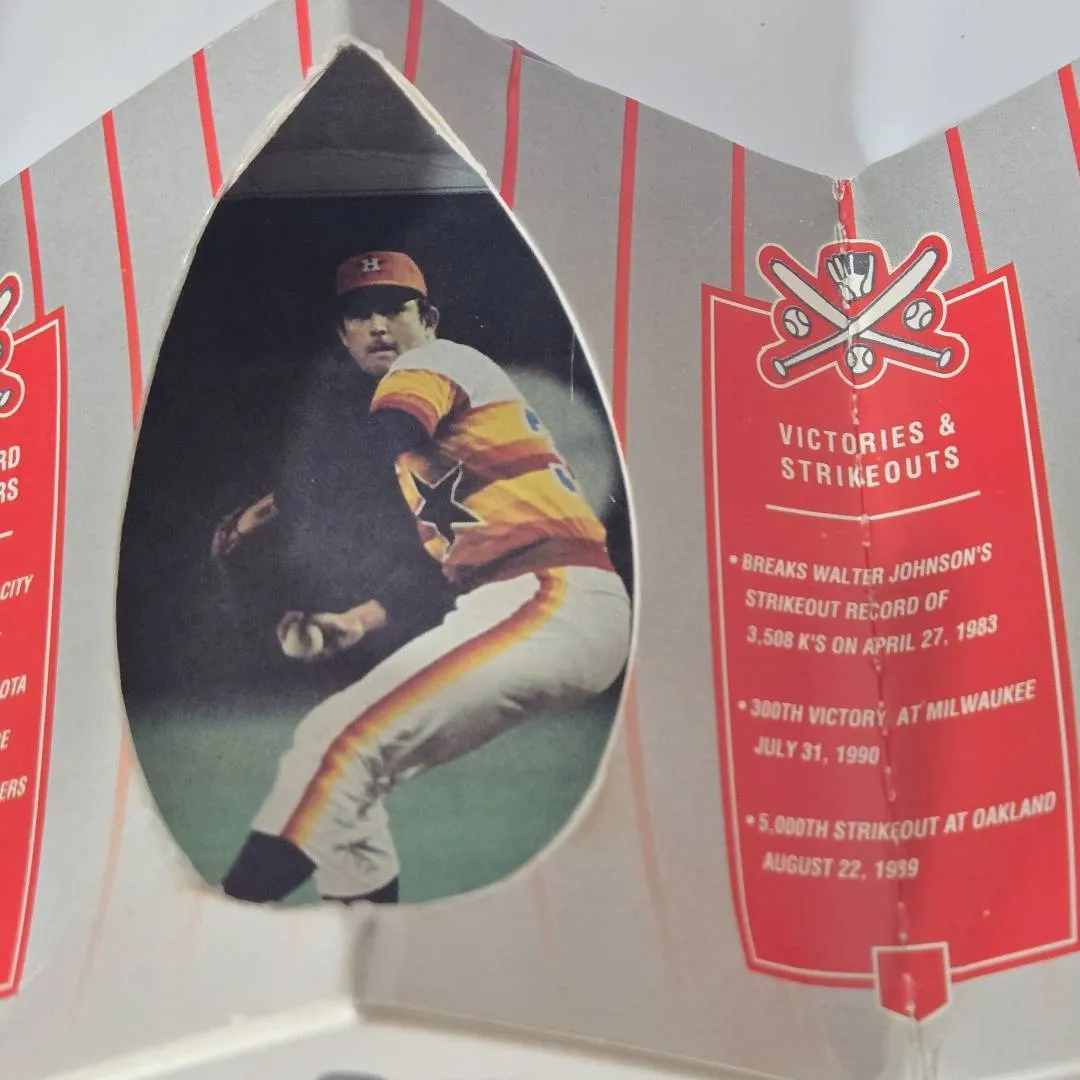 H
RD
RS
CITY
OTA
E
ERS
VICTORIES &
STRIKEOUTS
• BREAKS WALTER JOHNSON'S
STRIKEOUT RECORD OF
3,508 K'S ON APRIL 27, 1983
• 300TH VICTORY AT MILWAUKEE
JULY 31, 1990
• 5,000TH STRIKEOUT AT OAKLAND
AUGUST 22, 1989